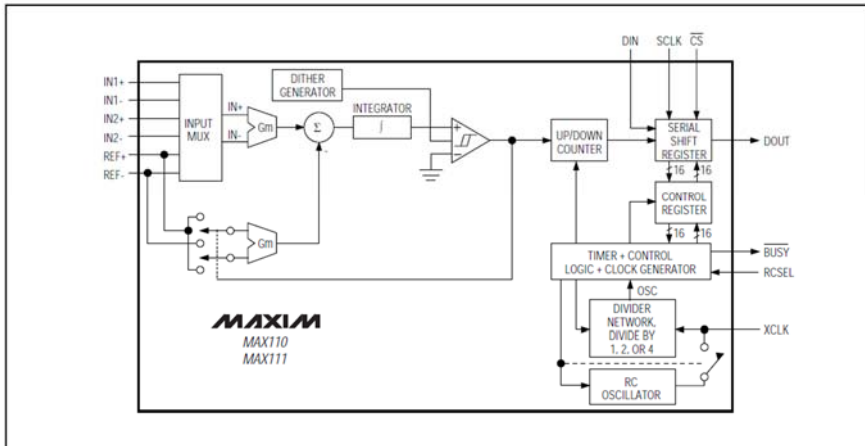 DIN SCLK CS
IN1+
IN1-
IN2+
IN2-
REF+
REF-
INPUT
MUX
IN+
IN-
Gm
DITHER
GENERATOR
Σ
-
INTEGRATOR
∫
+
-
UP/DOWN
COUNTER
SERIAL
SHIFT
REGISTER
DOUT
16 16
CONTROL
REGISTER
16 16
Gm
TIMER + CONTROL
LOGIC + CLOCK GENERATOR
BUSY
RCSEL
OSC
DIVIDER
NETWORK,
DIVIDE BY
1, 2, OR 4
XCLK
RC
OSCILLATOR
MAXIM
MAX110
MAX111